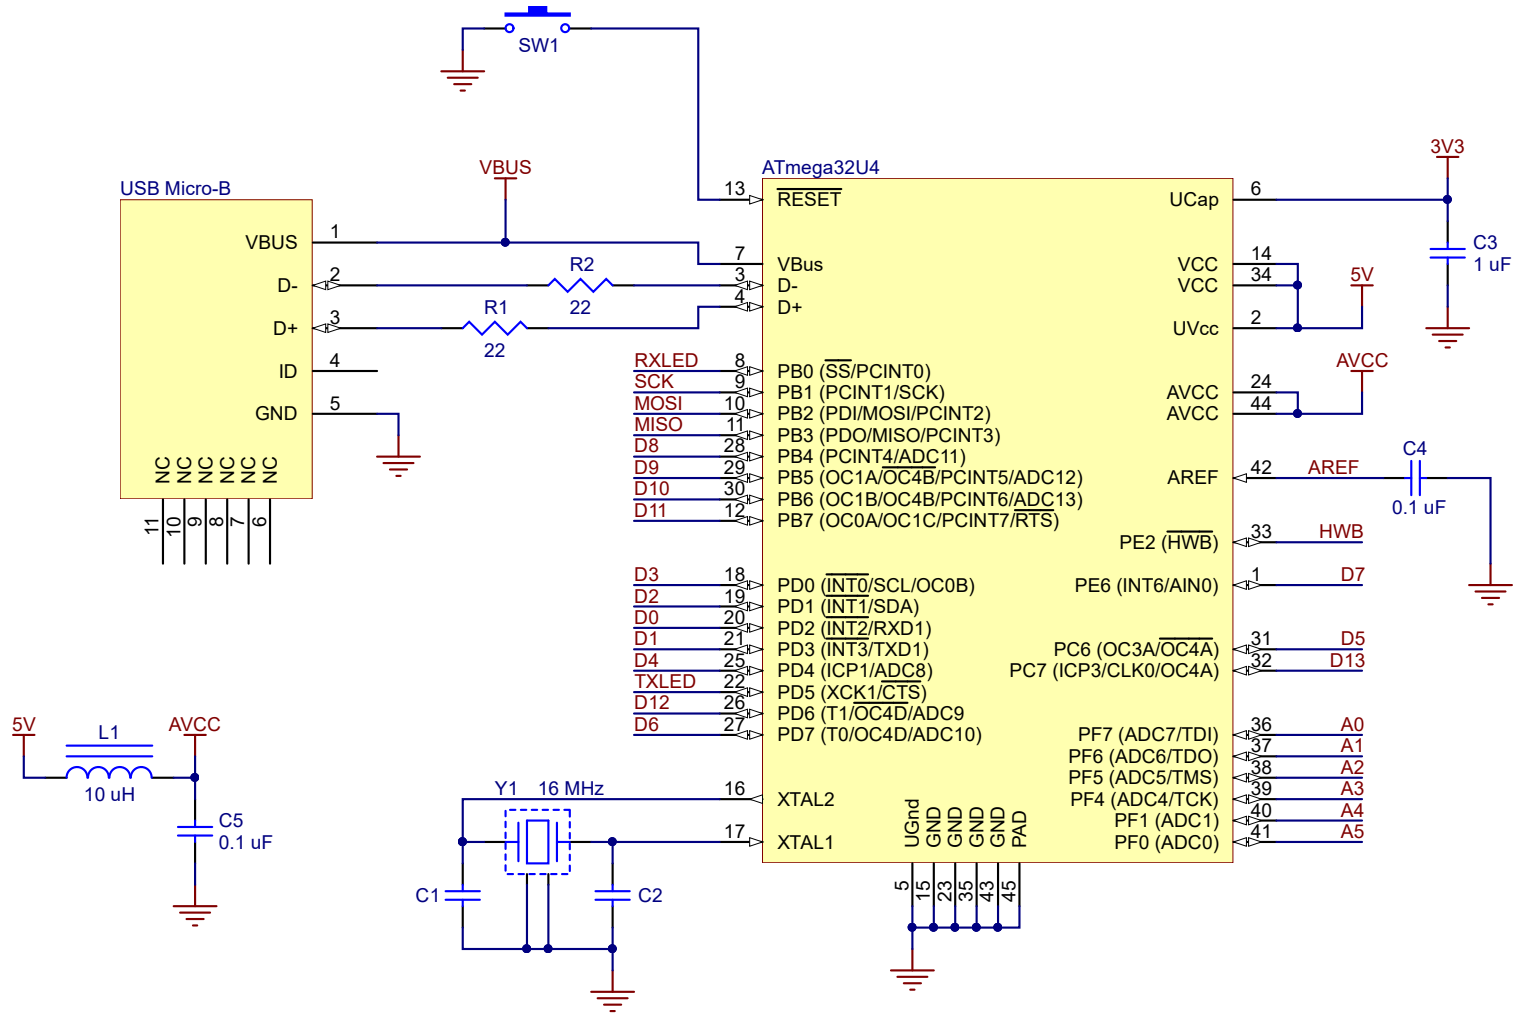 SW1
3V3
VBUS
ATmega32U4
USB Micro-B
13
RESET
UCap
6
VBUS
1
C3
1 uF
7
VBus
VCC
14
D-
2
R2
22
3
D-
VCC
34
5V
D+
3
R1
22
4
D+
UVcc
2
ID
4
GND
5
NC
NC
NC
NC
NC
NC
11
10
9
8
7
6
RXLED
8
PB0 (SS/PCINT0)
SCK
9
PB1 (PCINT1/SCK)
MOSI
10
PB2 (PDI/MOSI/PCINT2)
MISO
11
PB3 (PDO/MISO/PCINT3)
D8
28
PB4 (PCINT4/ADC11)
D9
29
PB5 (OC1A/OC4B/PCINT5/ADC12)
D10
30
PB6 (OC1B/OC4B/PCINT6/ADC13)
D11
12
PB7 (OC0A/OC1C/PCINT7/RTS)
AVCC
AVCC
24
AVCC
44
AREF
42
AREF
C4
0.1 uF
PE2 (HWB)
33
HWB
PE6 (INT6/AIN0)
1
D7
D3
18
PD0 (INT0/SCL/OC0B)
D2
19
PD1 (INT1/SDA)
D0
20
PD2 (INT2/RXD1)
D1
21
PD3 (INT3/TXD1)
D4
25
PD4 (ICP1/ADC8)
TXLED
22
PD5 (XCK1/CTS)
D12
26
PD6 (T1/OC4D/ADC9
D6
27
PD7 (T0/OC4D/ADC10)
PC6 (OC3A/OC4A)
31
D5
PC7 (ICP3/CLK0/OC4A)
32
D13
PF7 (ADC7/TDI)
36
A0
PF6 (ADC6/TDO)
37
A1
PF5 (ADC5/TMS)
38
A2
PF4 (ADC4/TCK)
39
A3
PF1 (ADC1)
40
A4
PF0 (ADC0)
41
A5
5V
L1
10 uH
AVCC
C5
0.1 uF
Y1
16 MHz
16
XTAL2
17
XTAL1
C1
C2
UGnd
GND
GND
GND
GND
PAD
5
15
23
35
43
45